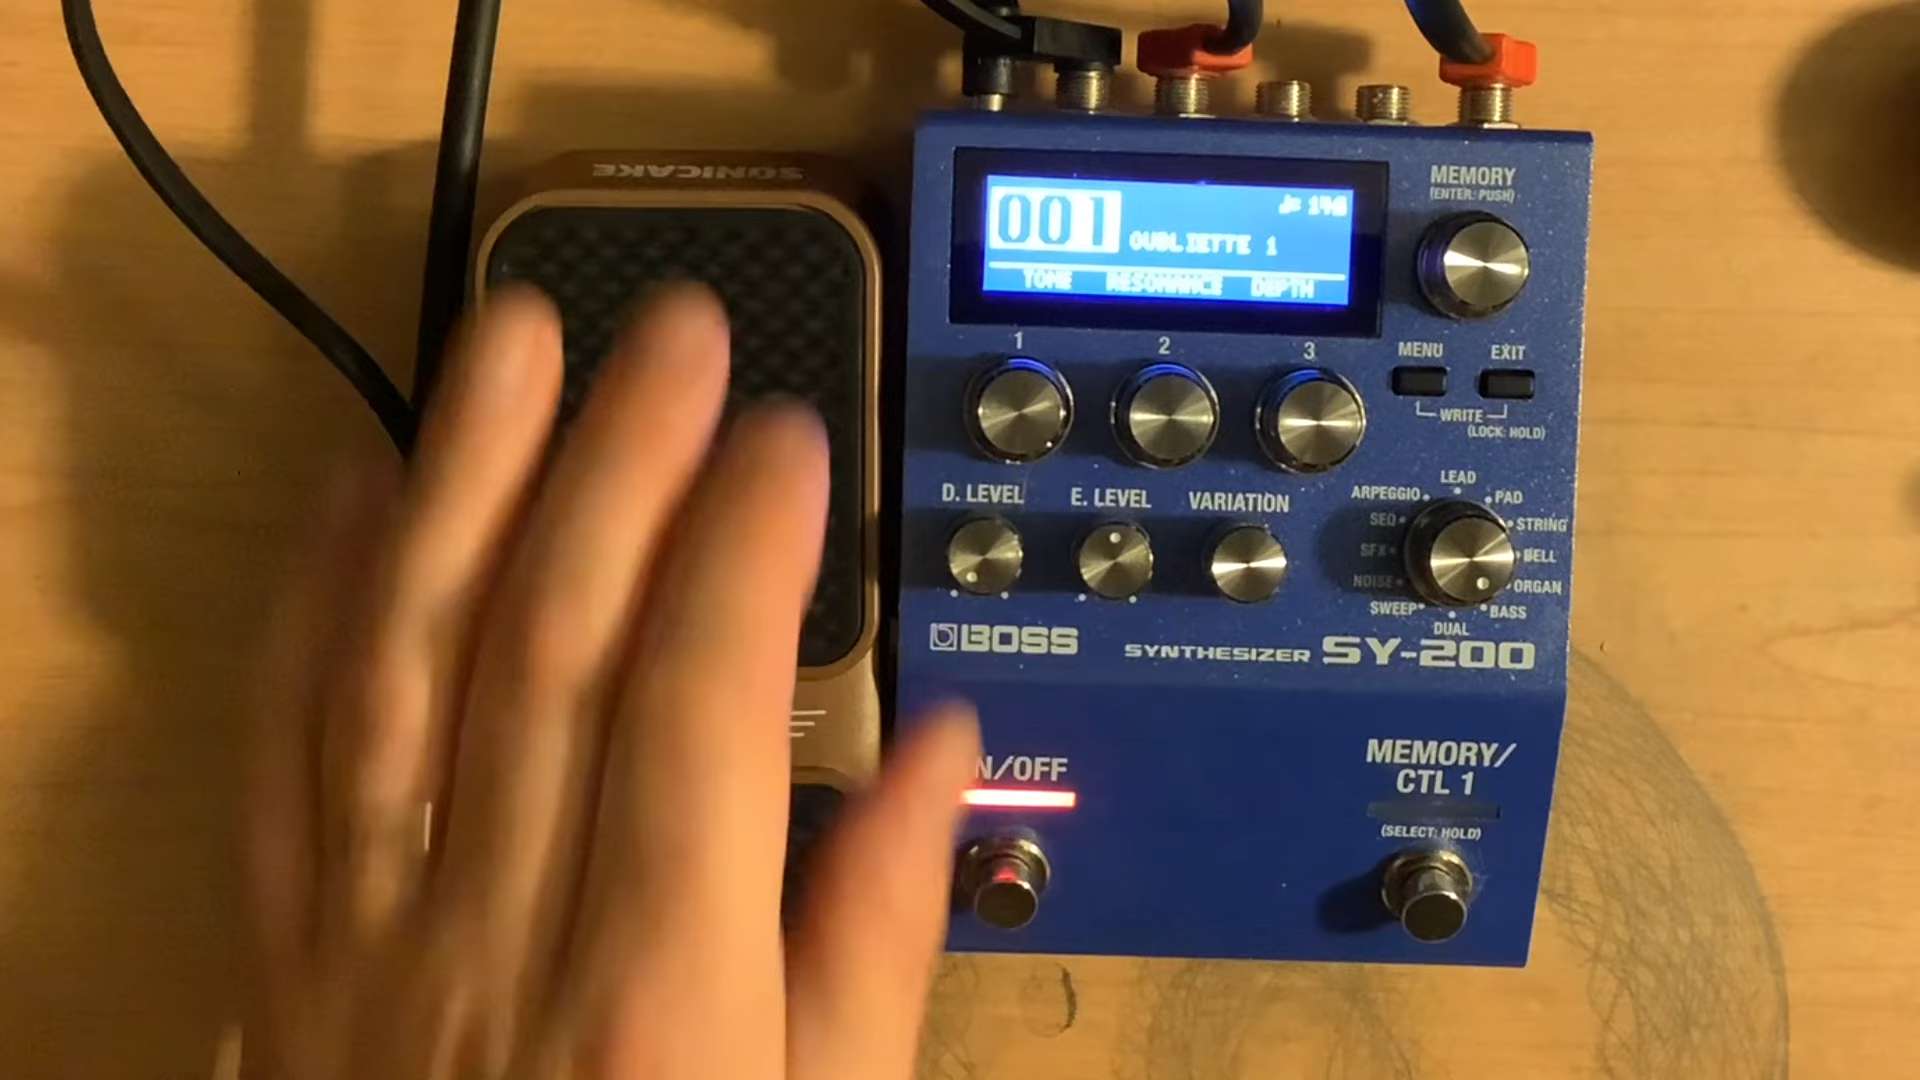 SONICAKE
MEMORY
(ENTER: PUSH)
001
OUBLIETTE 1
TONE RESONANCE DEPTH
1 2 3
MENU EXIT
WRITE
(LOCK: HOLD)
D. LEVEL E. LEVEL VARIATION
LEAD
ARPEGGIO PAD
SEQ STRING
SFX BELL
NOISE ORGAN
SWEEP BASS
DUAL
BOSS SYNTHESIZER SY-200
N/OFF
MEMORY/
CTL 1
(SELECT: HOLD)